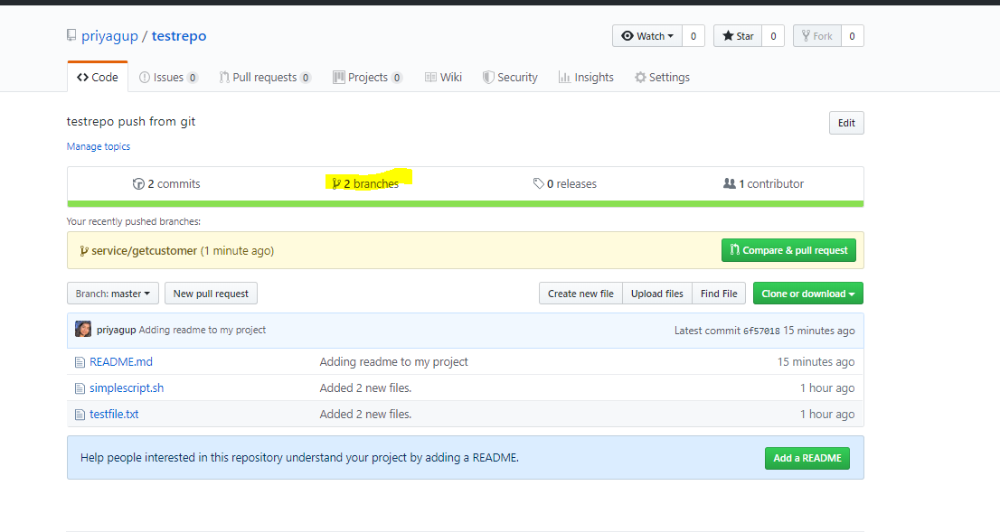 priyagup / testrepo Watch 0 Star 0 Fork 0
Code Issues 0 Pull requests 0 Projects 0 Wiki Security Insights Settings
testrepo push from git Edit
Manage topics
2 commits 2 branches 0 releases 1 contributor
Your recently pushed branches:
service/getcustomer (1 minute ago) Compare & pull request
Branch: master New pull request Create new file Upload files Find File Clone or download
priyagup Adding readme to my project Latest commit 6f57018 15 minutes ago
README.md Adding readme to my project 15 minutes ago
simplescript.sh Added 2 new files. 1 hour ago
testfile.txt Added 2 new files. 1 hour ago
Help people interested in this repository understand your project by adding a README. Add a README